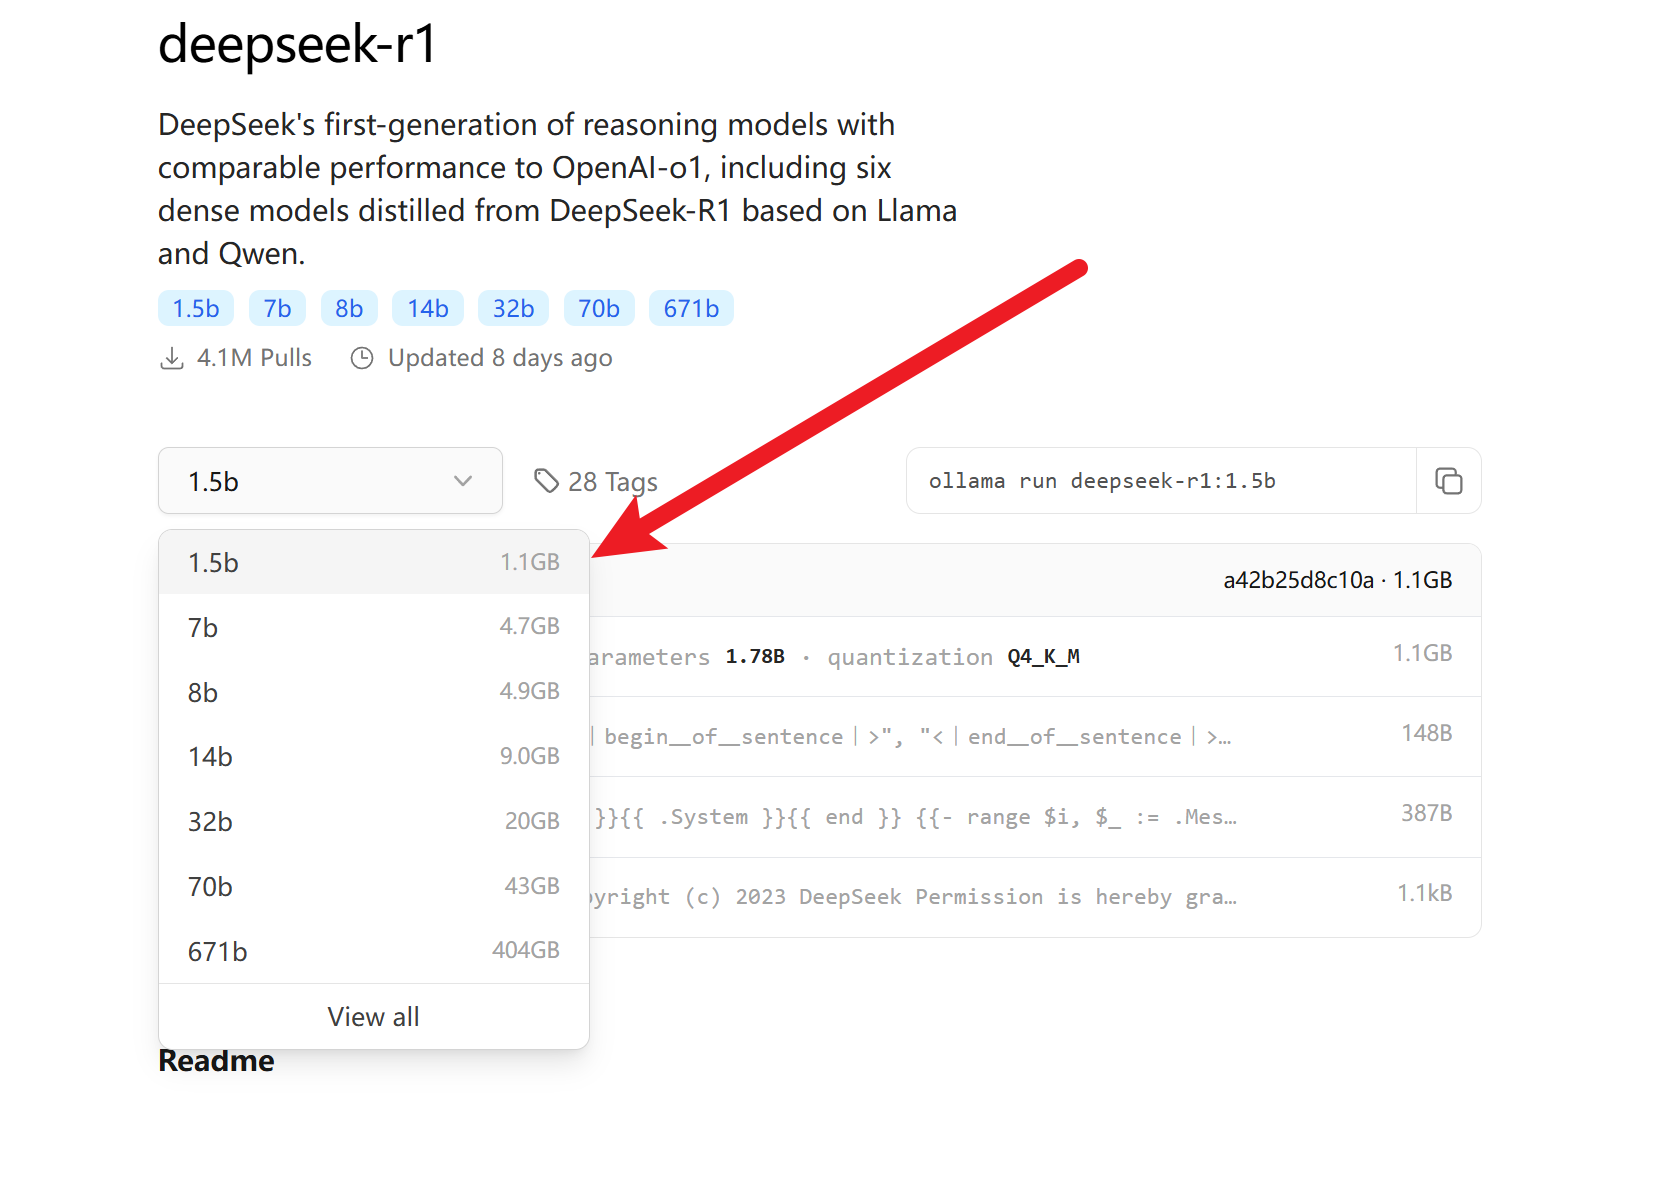 deepseek-r1
DeepSeek's first-generation of reasoning models with
comparable performance to OpenAI-o1, including six
dense models distilled from DeepSeek-R1 based on Llama
and Qwen.
1.5b 7b 8b 14b 32b 70b 671b
4.1M Pulls Updated 8 days ago
1.5b 28 Tags ollama run deepseek-r1:1.5b
1.5b 1.1GB
7b 4.7GB
8b 4.9GB
14b 9.0GB
32b 20GB
70b 43GB
671b 404GB
View all
a42b25d8c10a · 1.1GB
arameters 1.78B · quantization Q4_K_M 1.1GB
｜begin__of__sentence｜>", "<｜end__of__sentence｜>… 148B
}}{{ .System }}{{ end }} {{- range $i, $_ := .Mes… 387B
pyright (c) 2023 DeepSeek Permission is hereby gra… 1.1kB
Readme